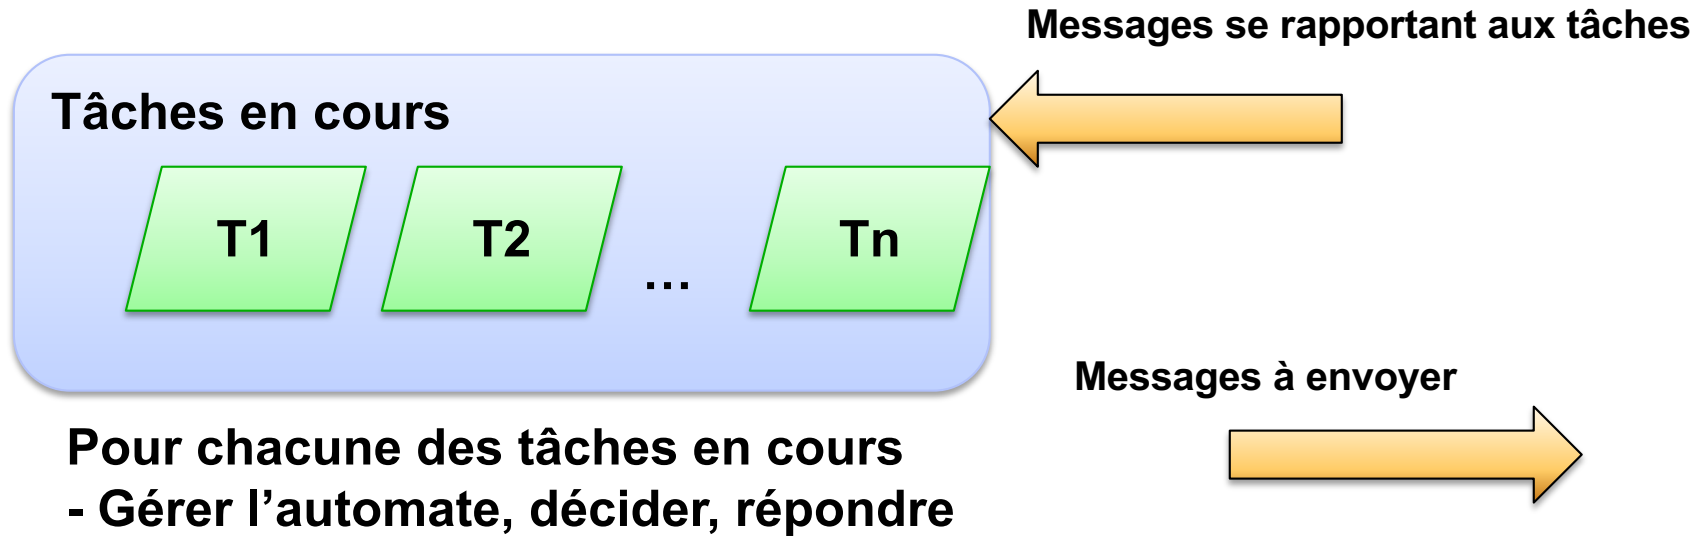 Messages se rapportant aux tâches
Tâches en cours
T1 T2 ... Tn
Messages à envoyer
Pour chacune des tâches en cours
- Gérer l’automate, décider, répondre